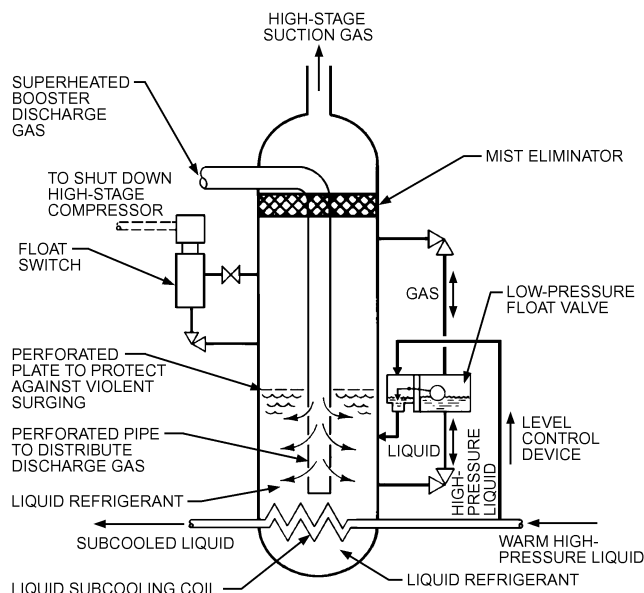 HIGH-STAGE
SUCTION GAS
SUPERHEATED
BOOSTER
DISCHARGE
GAS
MIST ELIMINATOR
TO SHUT DOWN
HIGH-STAGE
COMPRESSOR
FLOAT
SWITCH
GAS
LOW-PRESSURE
FLOAT VALVE
PERFORATED
PLATE TO PROTECT
AGAINST VIOLENT
SURGING
PERFORATED PIPE
TO DISTRIBUTE
DISCHARGE GAS
LIQUID
HIGH-
PRESSURE
LIQUID
LEVEL
CONTROL
DEVICE
LIQUID REFRIGERANT
SUBCOOLED LIQUID
WARM HIGH-
PRESSURE LIQUID
LIQUID SUBCOOLING COIL
LIQUID REFRIGERANT